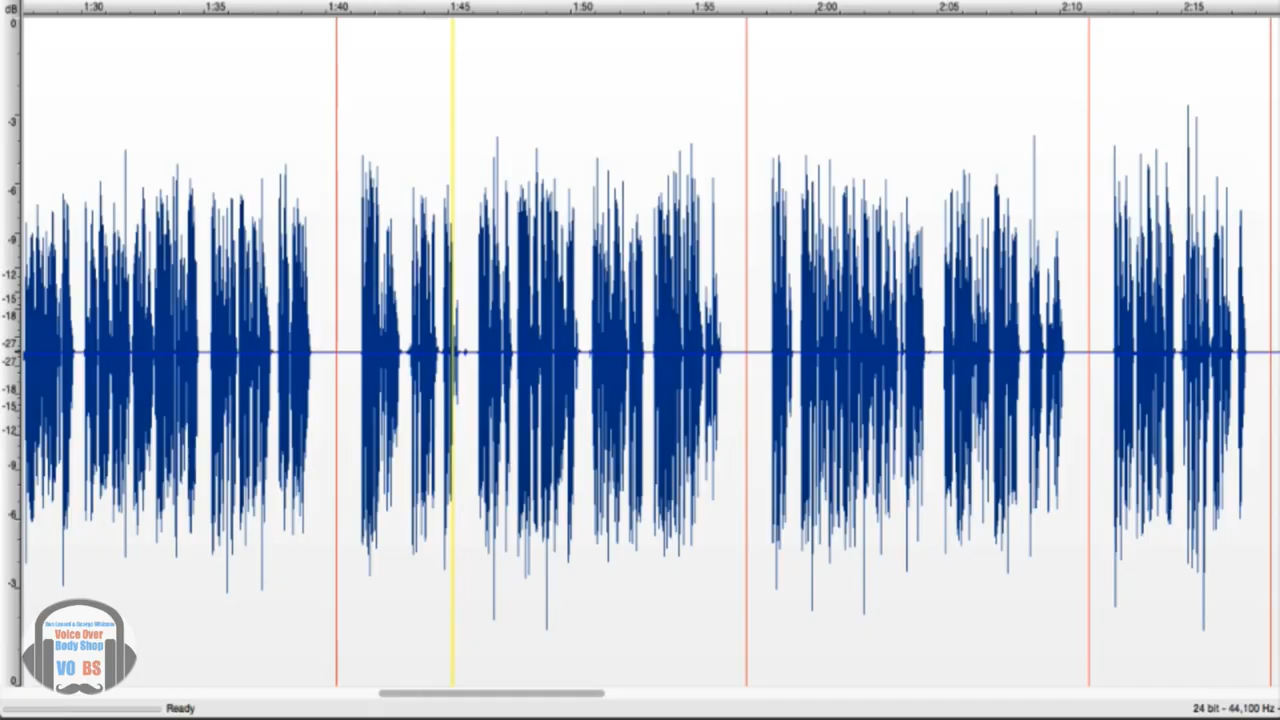 dB 1:30 1:35 1:40 1:45 1:50 1:55 2:00 2:05 2:10 2:15
0
-3
-6
-9
-12
-15
-18
-27
-27
-18
-15
-12
-9
-6
-3
0
Voice Over
Body Shop
VO BS
Ready
24 bit - 44,100 Hz -